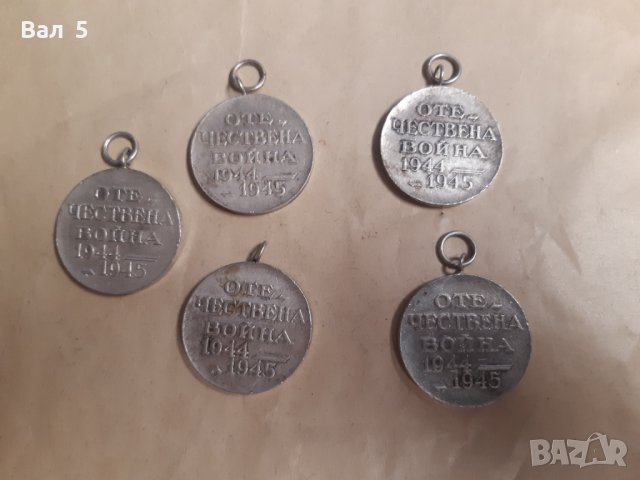 Вал 5
ОТЕ-
ЧЕСТВЕНА
ВОЙНА
1944
1945
ОТЕ-
ЧЕСТВЕНА
ВОЙНА
1944
1945
ОТЕ-
ЧЕСТВЕНА
ВОЙНА
1944
1945
ОТЕ-
ЧЕСТВЕНА
ВОЙНА
1944
1945
ОТЕ-
ЧЕСТВЕНА
ВОЙНА
1944
1945
BAZAR